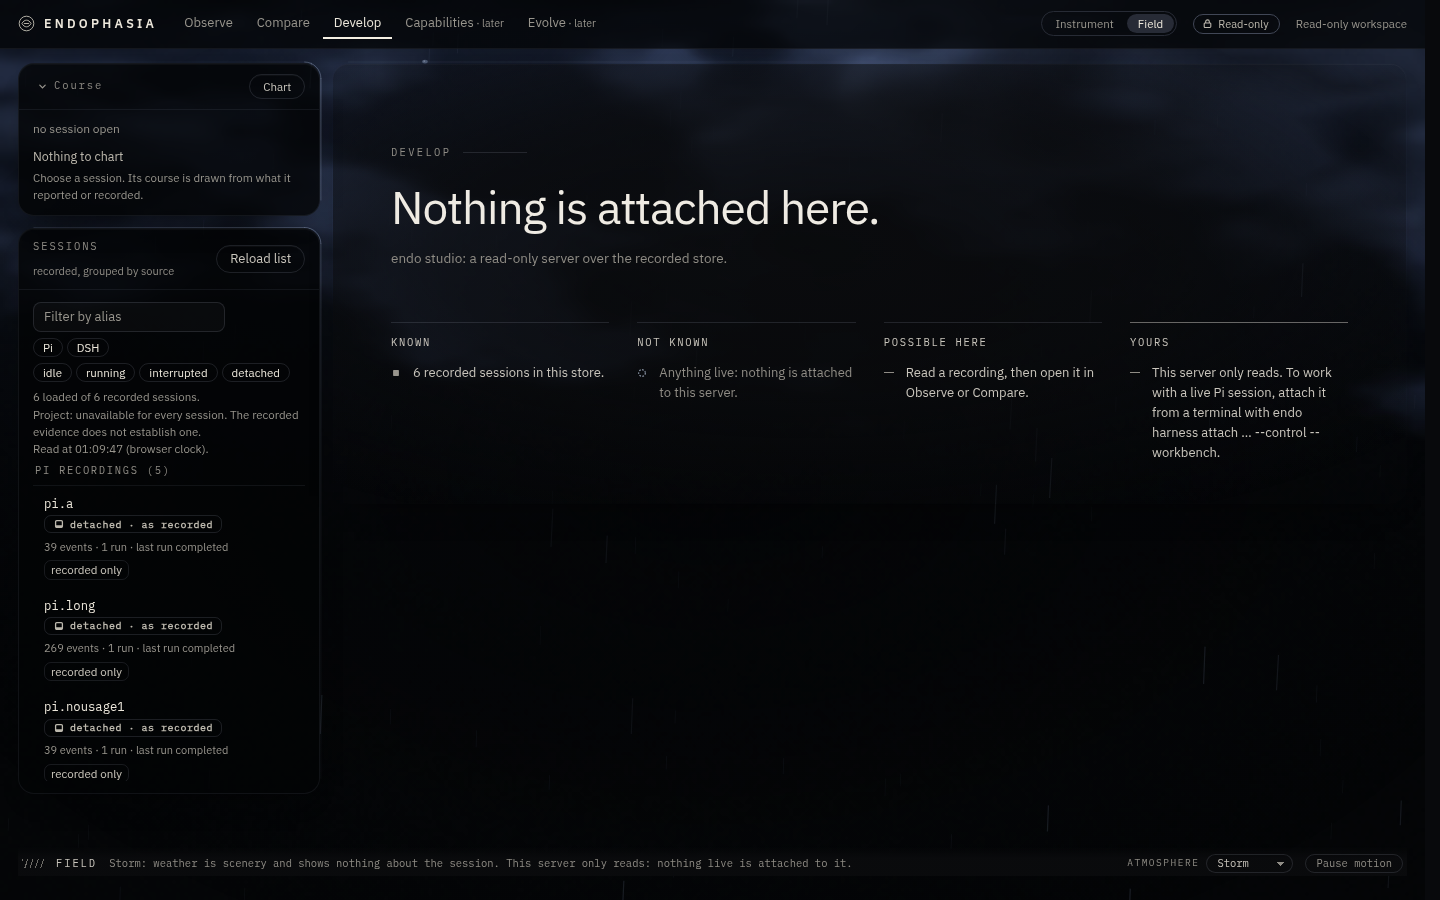 ENDOPHASIA
Observe
Compare
Develop
Capabilities · later
Evolve · later
Instrument
Field
Read-only
Read-only workspace
Course
Chart
no session open
Nothing to chart
Choose a session. Its course is drawn from what it
reported or recorded.
SESSIONS
recorded, grouped by source
Reload list
Filter by alias
Pi
DSH
idle
running
interrupted
detached
6 loaded of 6 recorded sessions.
Project: unavailable for every session. The recorded
evidence does not establish one.
Read at 01:09:47 (browser clock).
PI RECORDINGS (5)
pi.a
detached · as recorded
39 events · 1 run · last run completed
recorded only
pi.long
detached · as recorded
269 events · 1 run · last run completed
recorded only
pi.nousage1
detached · as recorded
39 events · 1 run · last run completed
recorded only
DEVELOP
Nothing is attached here.
endo studio: a read-only server over the recorded store.
KNOWN
6 recorded sessions in this store.
NOT KNOWN
Anything live: nothing is attached
to this server.
POSSIBLE HERE
Read a recording, then open it in
Observe or Compare.
YOURS
This server only reads. To work
with a live Pi session, attach it
from a terminal with endo
harness attach … --control --
workbench.
FIELD
Storm: weather is scenery and shows nothing about the session. This server only reads: nothing live is attached to it.
ATMOSPHERE
Storm
Pause motion